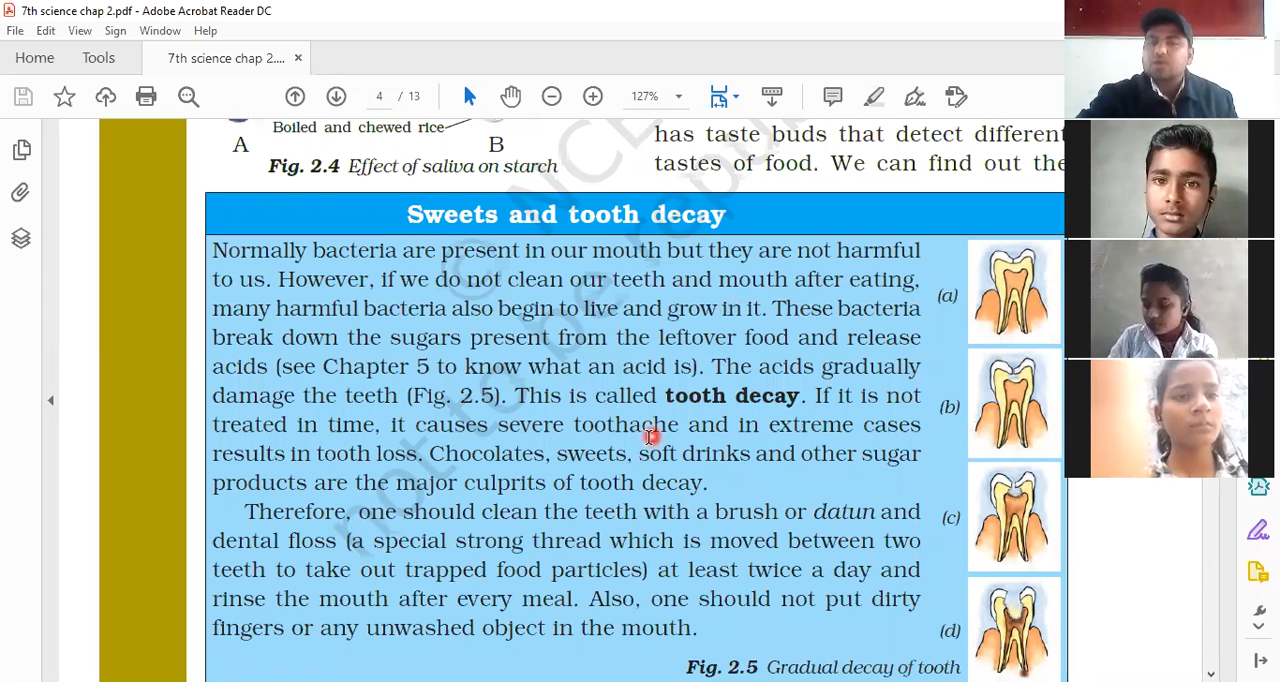 7th science chap 2.pdf - Adobe Acrobat Reader DC
File Edit View Sign Window Help
Home Tools 7th science chap 2.... ×
4 / 13 127%
Boiled and chewed rice
A B
Fig. 2.4 Effect of saliva on starch
has taste buds that detect different
tastes of food. We can find out the
Sweets and tooth decay
Normally bacteria are present in our mouth but they are not harmful
to us. However, if we do not clean our teeth and mouth after eating,
many harmful bacteria also begin to live and grow in it. These bacteria
break down the sugars present from the leftover food and release
acids (see Chapter 5 to know what an acid is). The acids gradually
damage the teeth (Fig. 2.5). This is called tooth decay. If it is not
treated in time, it causes severe toothache and in extreme cases
results in tooth loss. Chocolates, sweets, soft drinks and other sugar
products are the major culprits of tooth decay.
Therefore, one should clean the teeth with a brush or datun and
dental floss (a special strong thread which is moved between two
teeth to take out trapped food particles) at least twice a day and
rinse the mouth after every meal. Also, one should not put dirty
fingers or any unwashed object in the mouth.
(a)
(b)
(c)
(d)
Fig. 2.5 Gradual decay of tooth
not to be repu
© NCE